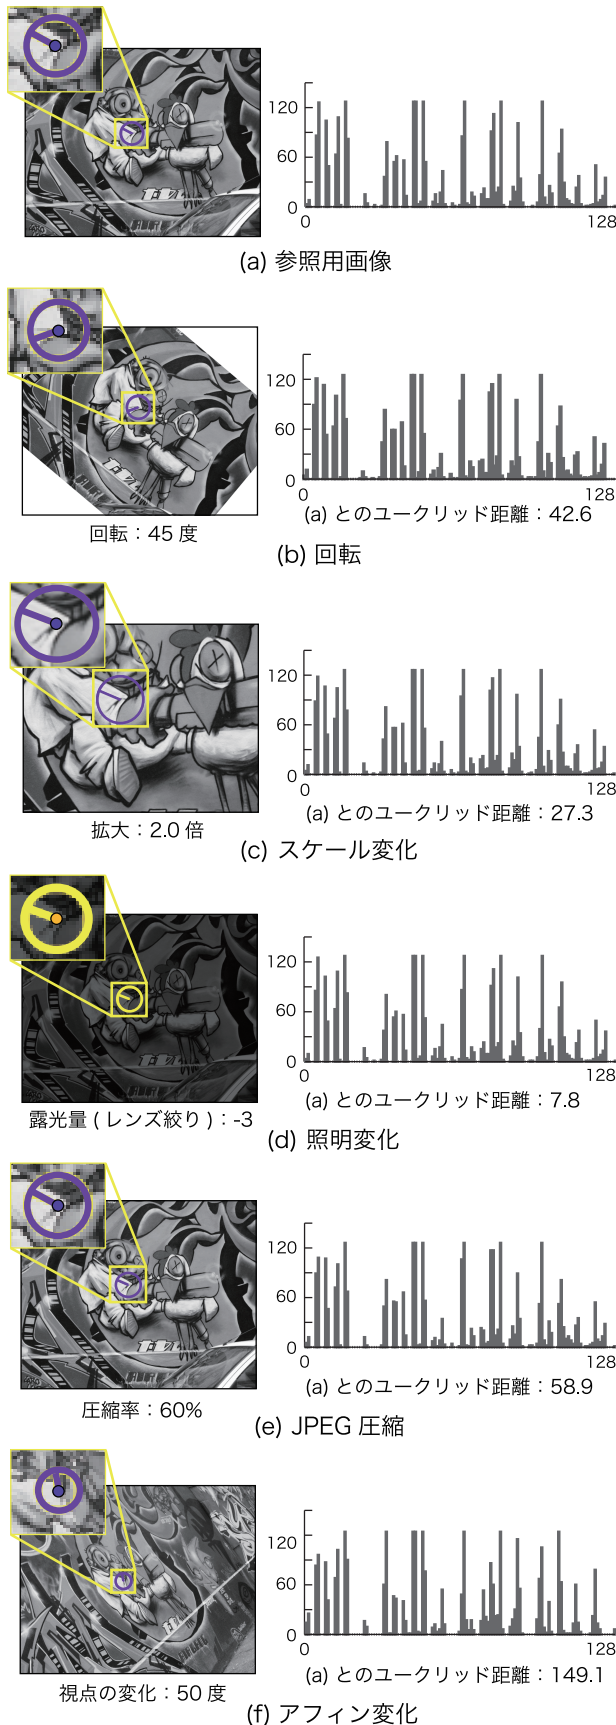 120
60
0
0
128
(a) 参照用画像
120
60
0
0
128
回転：45 度
(a) とのユークリッド距離：42.6
(b) 回転
120
60
0
0
128
拡大：2.0 倍
(a) とのユークリッド距離：27.3
(c) スケール変化
120
60
0
0
128
露光量 ( レンズ絞り )：-3
(a) とのユークリッド距離：7.8
(d) 照明変化
120
60
0
0
128
圧縮率：60%
(a) とのユークリッド距離：58.9
(e) JPEG 圧縮
120
60
0
0
128
視点の変化：50 度
(a) とのユークリッド距離：149.1
(f) アフィン変化